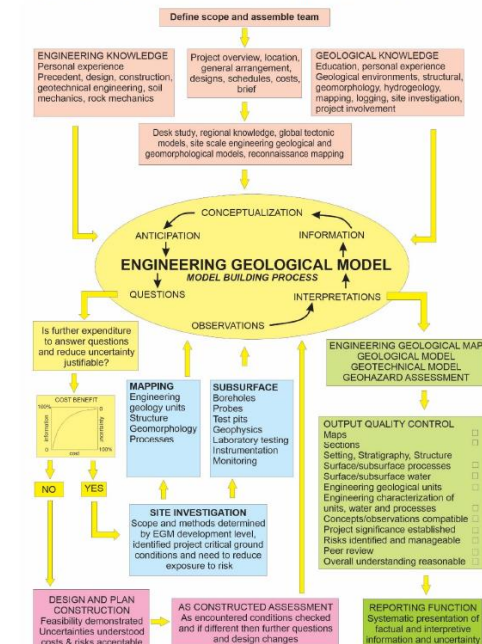 Define scope and assemble team
ENGINEERING KNOWLEDGE
Personal experience
Precedent, design, construction,
geotechnical engineering, soil
mechanics, rock mechanics
Project overview, location,
general arrangement,
designs, schedules, costs,
brief
GEOLOGICAL KNOWLEDGE
Education, personal experience
Geological environments, structural,
geomorphology, hydrogeology,
mapping, logging, site investigation,
project involvement
Desk study, regional knowledge, global tectonic
models, site scale engineering geological and
geomorphological models, reconnaissance mapping
CONCEPTUALIZATION
ANTICIPATION
INFORMATION
ENGINEERING GEOLOGICAL MODEL
MODEL BUILDING PROCESS
QUESTIONS
INTERPRETATIONS
OBSERVATIONS
Is further expenditure
to answer questions
and reduce uncertainty
justifiable?
COST BENEFIT
100%
0
information
uncertainty
0
100%
cost
NO
YES
MAPPING
Engineering
geology units
Structure
Geomorphology
Processes
SUBSURFACE
Boreholes
Probes
Test pits
Geophysics
Laboratory testing
Instrumentation
Monitoring
SITE INVESTIGATION
Scope and methods determined
by EGM development level,
identified project critical ground
conditions and need to reduce
exposure to risk
ENGINEERING GEOLOGICAL MAP
GEOLOGICAL MODEL
GEOTECHNICAL MODEL
GEOHAZARD ASSESSMENT
OUTPUT QUALITY CONTROL
Maps
Sections
Setting, Stratigraphy, Structure
Surface/subsurface processes
Surface/subsurface water
Engineering geological units
Engineering characterization of
units, water and processes
Concepts/observations compatible
Project significance established
Risks identified and manageable
Peer review
Overall understanding reasonable
DESIGN AND PLAN
CONSTRUCTION
Feasibility demonstrated
Uncertainties understood
costs & risks acceptable
AS CONSTRUCTED ASSESSMENT
As encountered conditions checked
and if different then further questions
and design changes
REPORTING FUNCTION
Systematic presentation of
factual and interpretive
information and uncertainty